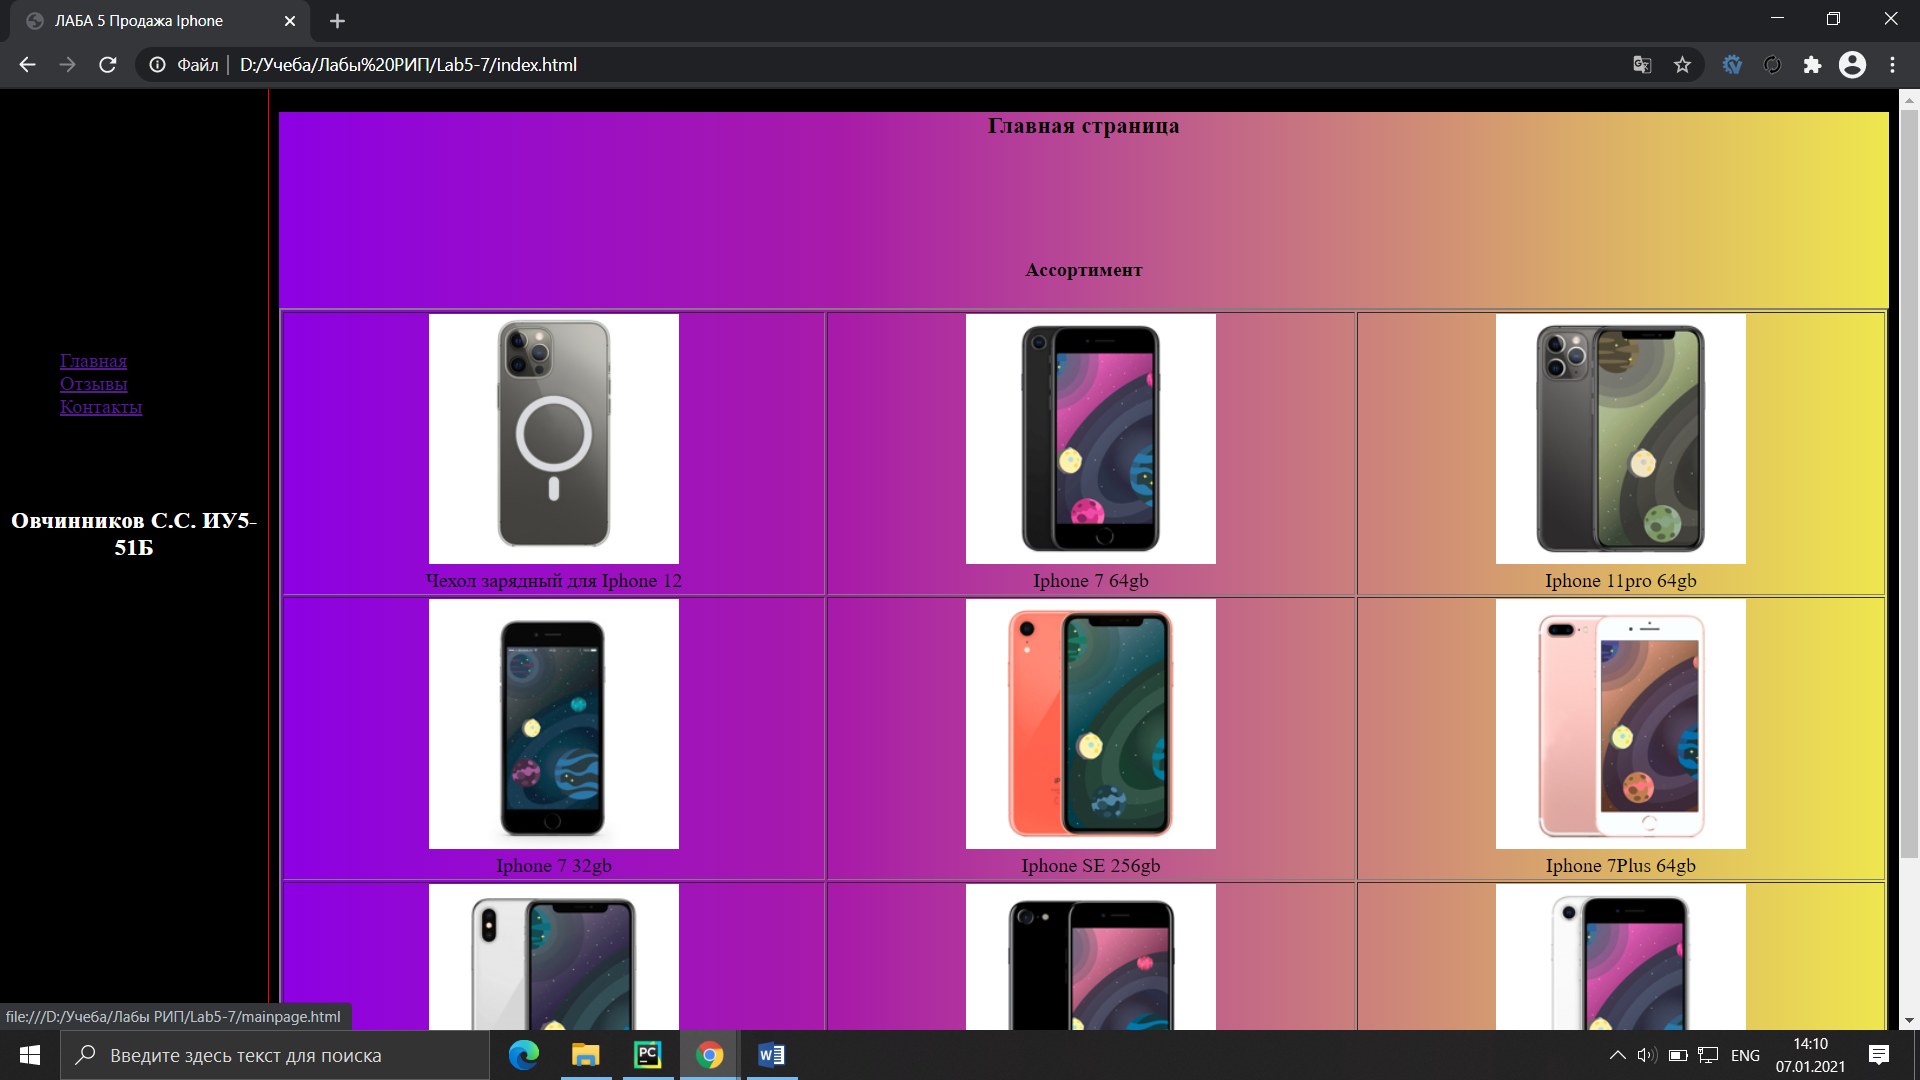 ЛАБА 5 Продажа Iphone
Файл
D:/Учеба/Лабы%20РИП/Lab5-7/index.html
Главная страница
Ассортимент
Главная
Отзывы
Контакты
Овчинников С.С. ИУ5-
51Б
Чехол зарядный для Iphone 12
Iphone 7 64gb
Iphone 11pro 64gb
Iphone 7 32gb
Iphone SE 256gb
Iphone 7Plus 64gb
file:///D:/Учеба/Лабы РИП/Lab5-7/mainpage.html
Введите здесь текст для поиска
PC
W
ENG
14:10
07.01.2021